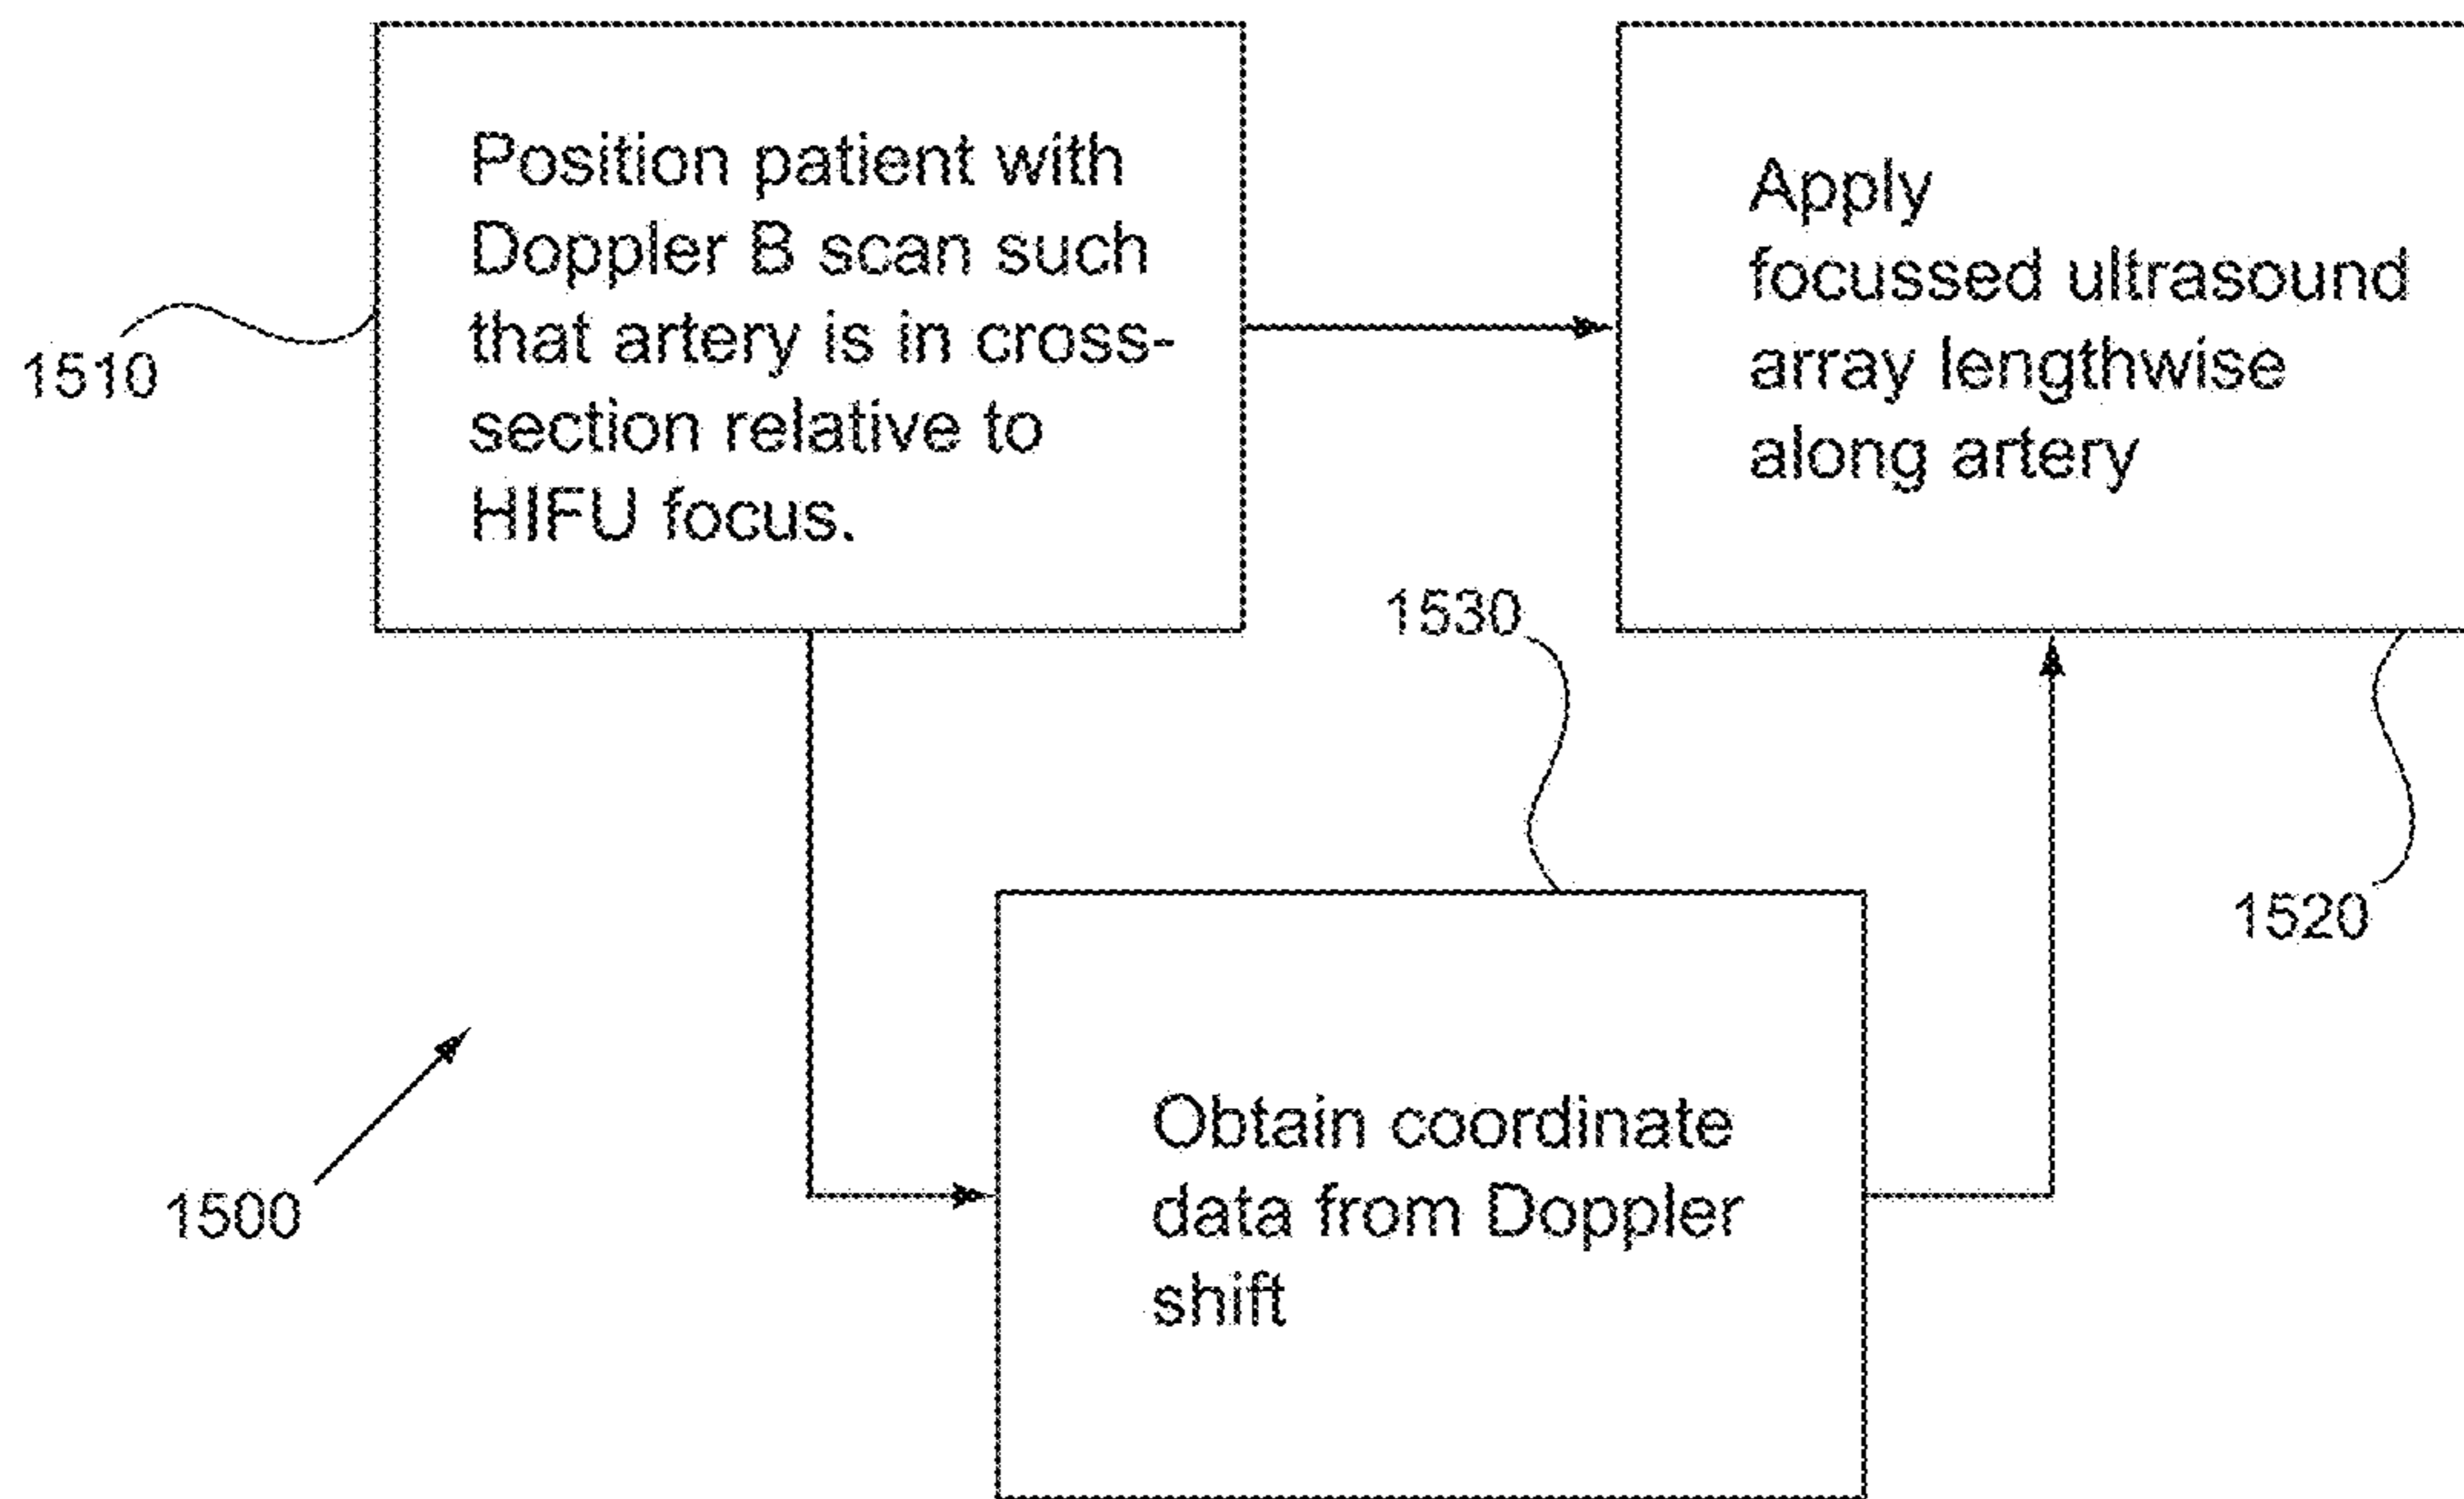 Position patient with
Doppler B scan such
that artery is in cross-
section relative to
HIFU focus.
1510
Apply
focussed ultrasound
array lengthwise
along artery
1530
1520
Obtain coordinate
data from Doppler
shift
1500